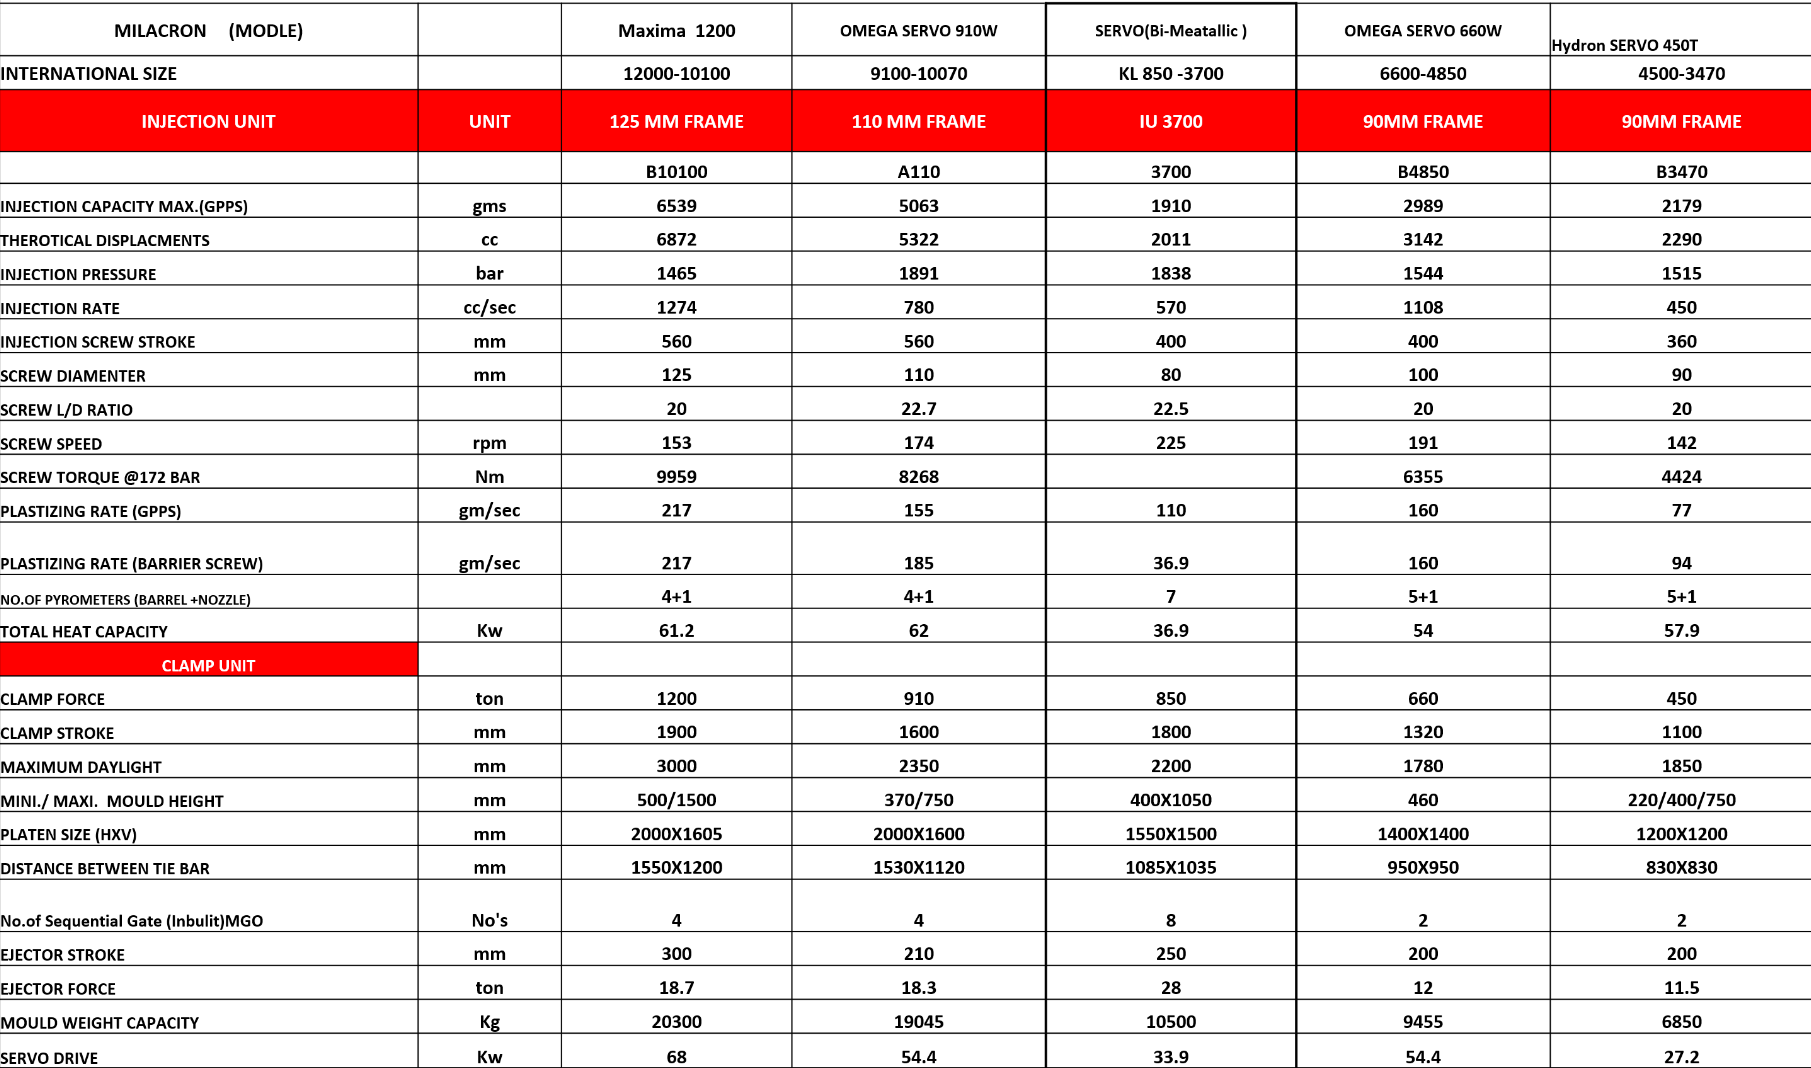 MILACRON (MODLE) Maxima 1200 OMEGA SERVO 910W SERVO(Bi-Meatallic ) OMEGA SERVO 660W Hydron SERVO 450T
INTERNATIONAL SIZE 12000-10100 9100-10070 KL 850 -3700 6600-4850 4500-3470
INJECTION UNIT UNIT 125 MM FRAME 110 MM FRAME IU 3700 90MM FRAME 90MM FRAME
B10100 A110 3700 B4850 B3470
INJECTION CAPACITY MAX.(GPPS) gms 6539 5063 1910 2989 2179
THEROTICAL DISPLACMENTS cc 6872 5322 2011 3142 2290
INJECTION PRESSURE bar 1465 1891 1838 1544 1515
INJECTION RATE cc/sec 1274 780 570 1108 450
INJECTION SCREW STROKE mm 560 560 400 400 360
SCREW DIAMENTER mm 125 110 80 100 90
SCREW L/D RATIO 20 22.7 22.5 20 20
SCREW SPEED rpm 153 174 225 191 142
SCREW TORQUE @172 BAR Nm 9959 8268 6355 4424
PLASTIZING RATE (GPPS) gm/sec 217 155 110 160 77
PLASTIZING RATE (BARRIER SCREW) gm/sec 217 185 36.9 160 94
NO.OF PYROMETERS (BARREL +NOZZLE) 4+1 4+1 7 5+1 5+1
TOTAL HEAT CAPACITY Kw 61.2 62 36.9 54 57.9
CLAMP UNIT
CLAMP FORCE ton 1200 910 850 660 450
CLAMP STROKE mm 1900 1600 1800 1320 1100
MAXIMUM DAYLIGHT mm 3000 2350 2200 1780 1850
MINI./ MAXI. MOULD HEIGHT mm 500/1500 370/750 400X1050 460 220/400/750
PLATEN SIZE (HXV) mm 2000X1605 2000X1600 1550X1500 1400X1400 1200X1200
DISTANCE BETWEEN TIE BAR mm 1550X1200 1530X1120 1085X1035 950X950 830X830
No.of Sequential Gate (Inbulit)MGO No's 4 4 8 2 2
EJECTOR STROKE mm 300 210 250 200 200
EJECTOR FORCE ton 18.7 18.3 28 12 11.5
MOULD WEIGHT CAPACITY Kg 20300 19045 10500 9455 6850
SERVO DRIVE Kw 68 54.4 33.9 54.4 27.2